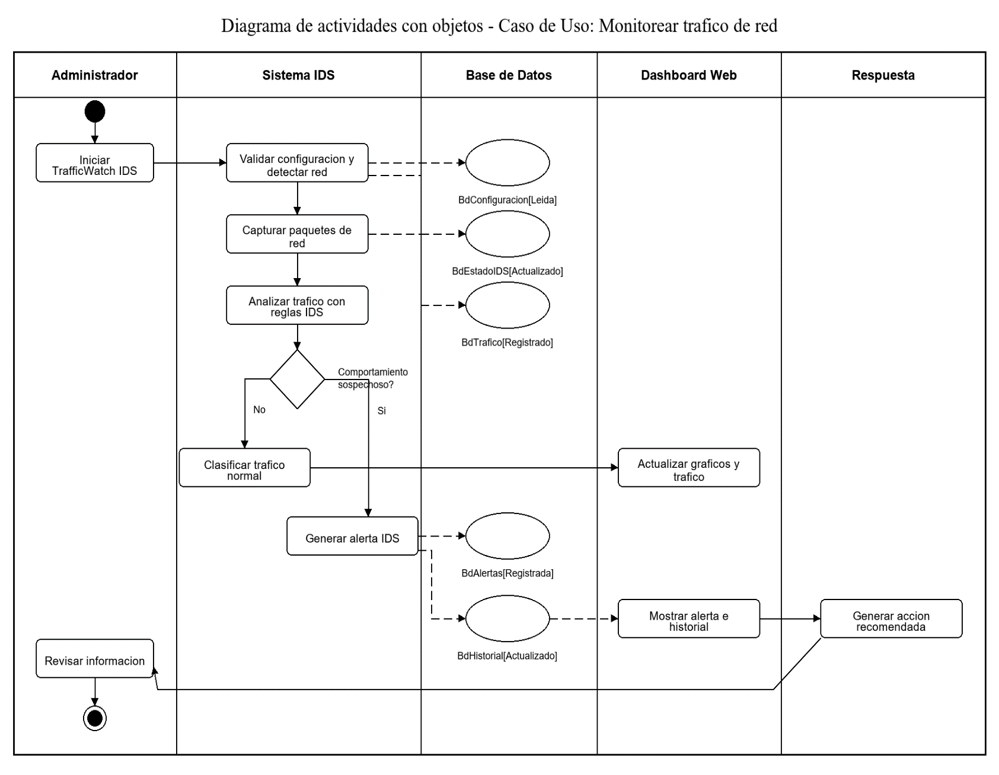 Diagrama de actividades con objetos - Caso de Uso: Monitorear trafico de red
Administrador
Sistema IDS
Base de Datos
Dashboard Web
Respuesta
Iniciar
TrafficWatch IDS
Validar configuracion y
detectar red
BdConfiguracion[Leida]
Capturar paquetes de
red
BdEstadoIDS[Actualizado]
Analizar trafico con
reglas IDS
BdTrafico[Registrado]
Comportamiento
sospechoso?
No
Si
Clasificar trafico
normal
Actualizar graficos y
trafico
Generar alerta IDS
BdAlertas[Registrada]
Mostrar alerta e
historial
Generar accion
recomendada
BdHistorial[Actualizado]
Revisar informacion